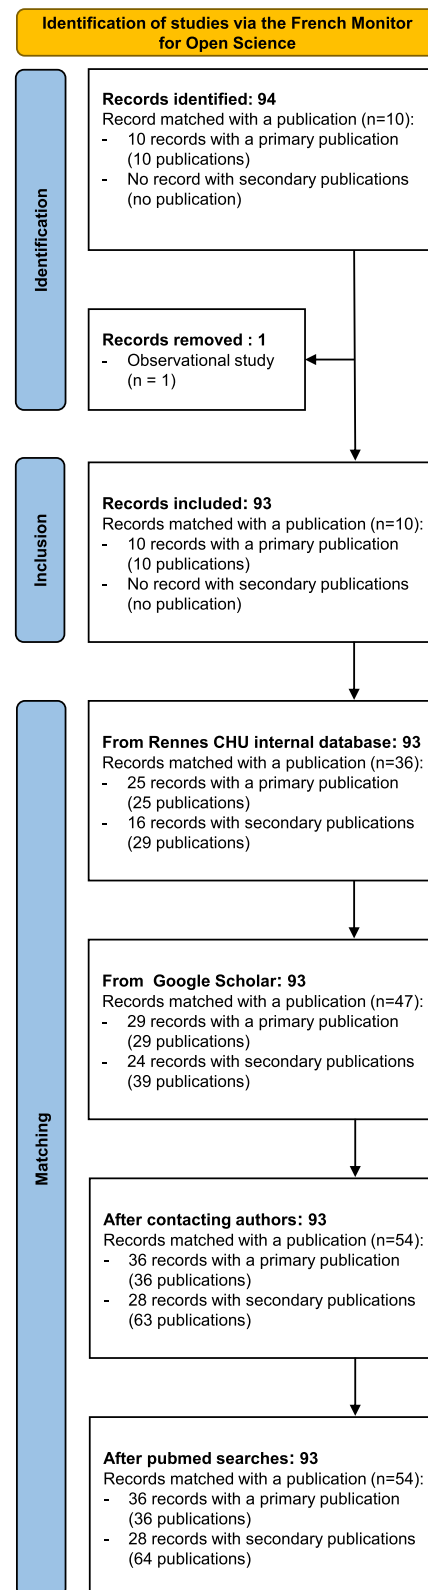 Identification of studies via the French Monitor
for Open Science
Identification
Records identified: 94
Record matched with a publication (n=10):
- 10 records with a primary publication
(10 publications)
- No record with secondary publications
(no publication)
Records removed : 1
- Observational study
(n = 1)
Inclusion
Records included: 93
Records matched with a publication (n=10):
- 10 records with a primary publication
(10 publications)
- No record with secondary publications
(no publication)
Matching
From Rennes CHU internal database: 93
Records matched with a publication (n=36):
- 25 records with a primary publication
(25 publications)
- 16 records with secondary publications
(29 publications)
From Google Scholar: 93
Records matched with a publication (n=47):
- 29 records with a primary publication
(29 publications)
- 24 records with secondary publications
(39 publications)
After contacting authors: 93
Records matched with a publication (n=54):
- 36 records with a primary publication
(36 publications)
- 28 records with secondary publications
(63 publications)
After pubmed searches: 93
Records matched with a publication (n=54):
- 36 records with a primary publication
(36 publications)
- 28 records with secondary publications
(64 publications)